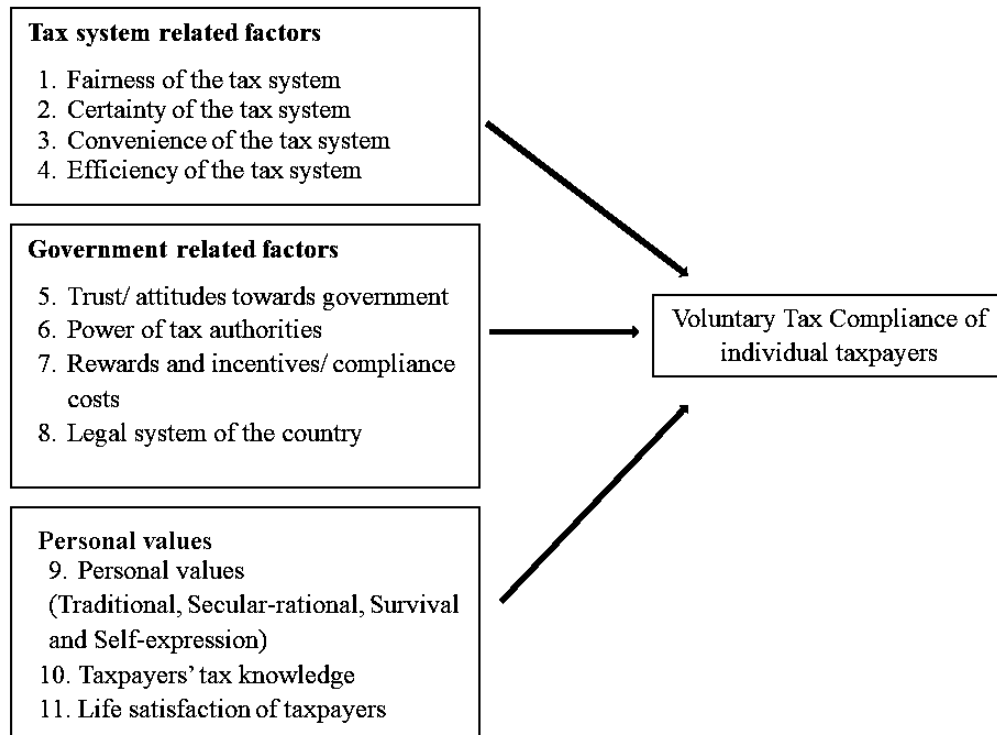 Tax system related factors
1. Fairness of the tax system
2. Certainty of the tax system
3. Convenience of the tax system
4. Efficiency of the tax system
Government related factors
5. Trust/ attitudes towards government
6. Power of tax authorities
7. Rewards and incentives/ compliance
costs
8. Legal system of the country
Voluntary Tax Compliance of
individual taxpayers
Personal values
9. Personal values
(Traditional, Secular-rational, Survival
and Self-expression)
10. Taxpayers’ tax knowledge
11. Life satisfaction of taxpayers